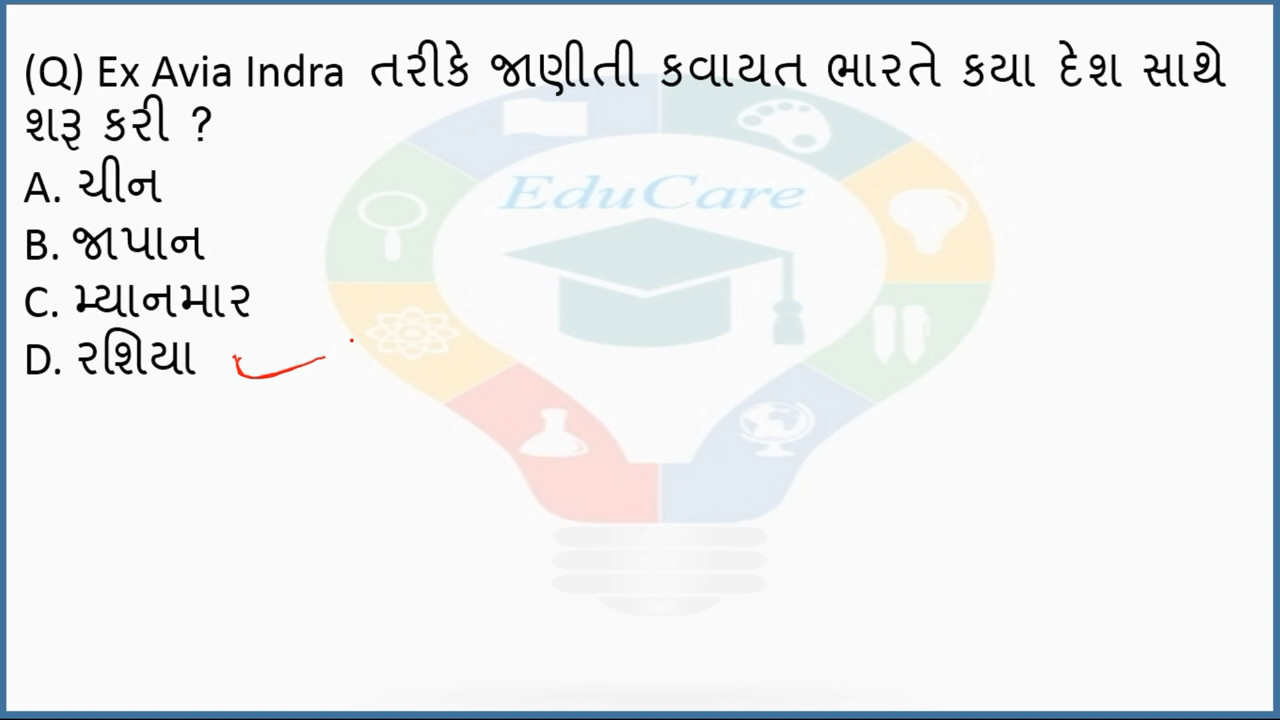 (Q) Ex Avia Indra તરીકે જાણીતી કવાયત ભારતે કયા દેશ સાથે
શરૂ કરી ?
A. ચીન
B. જાપાન
C. મ્યાનમાર
D. રશિયા
EduCare